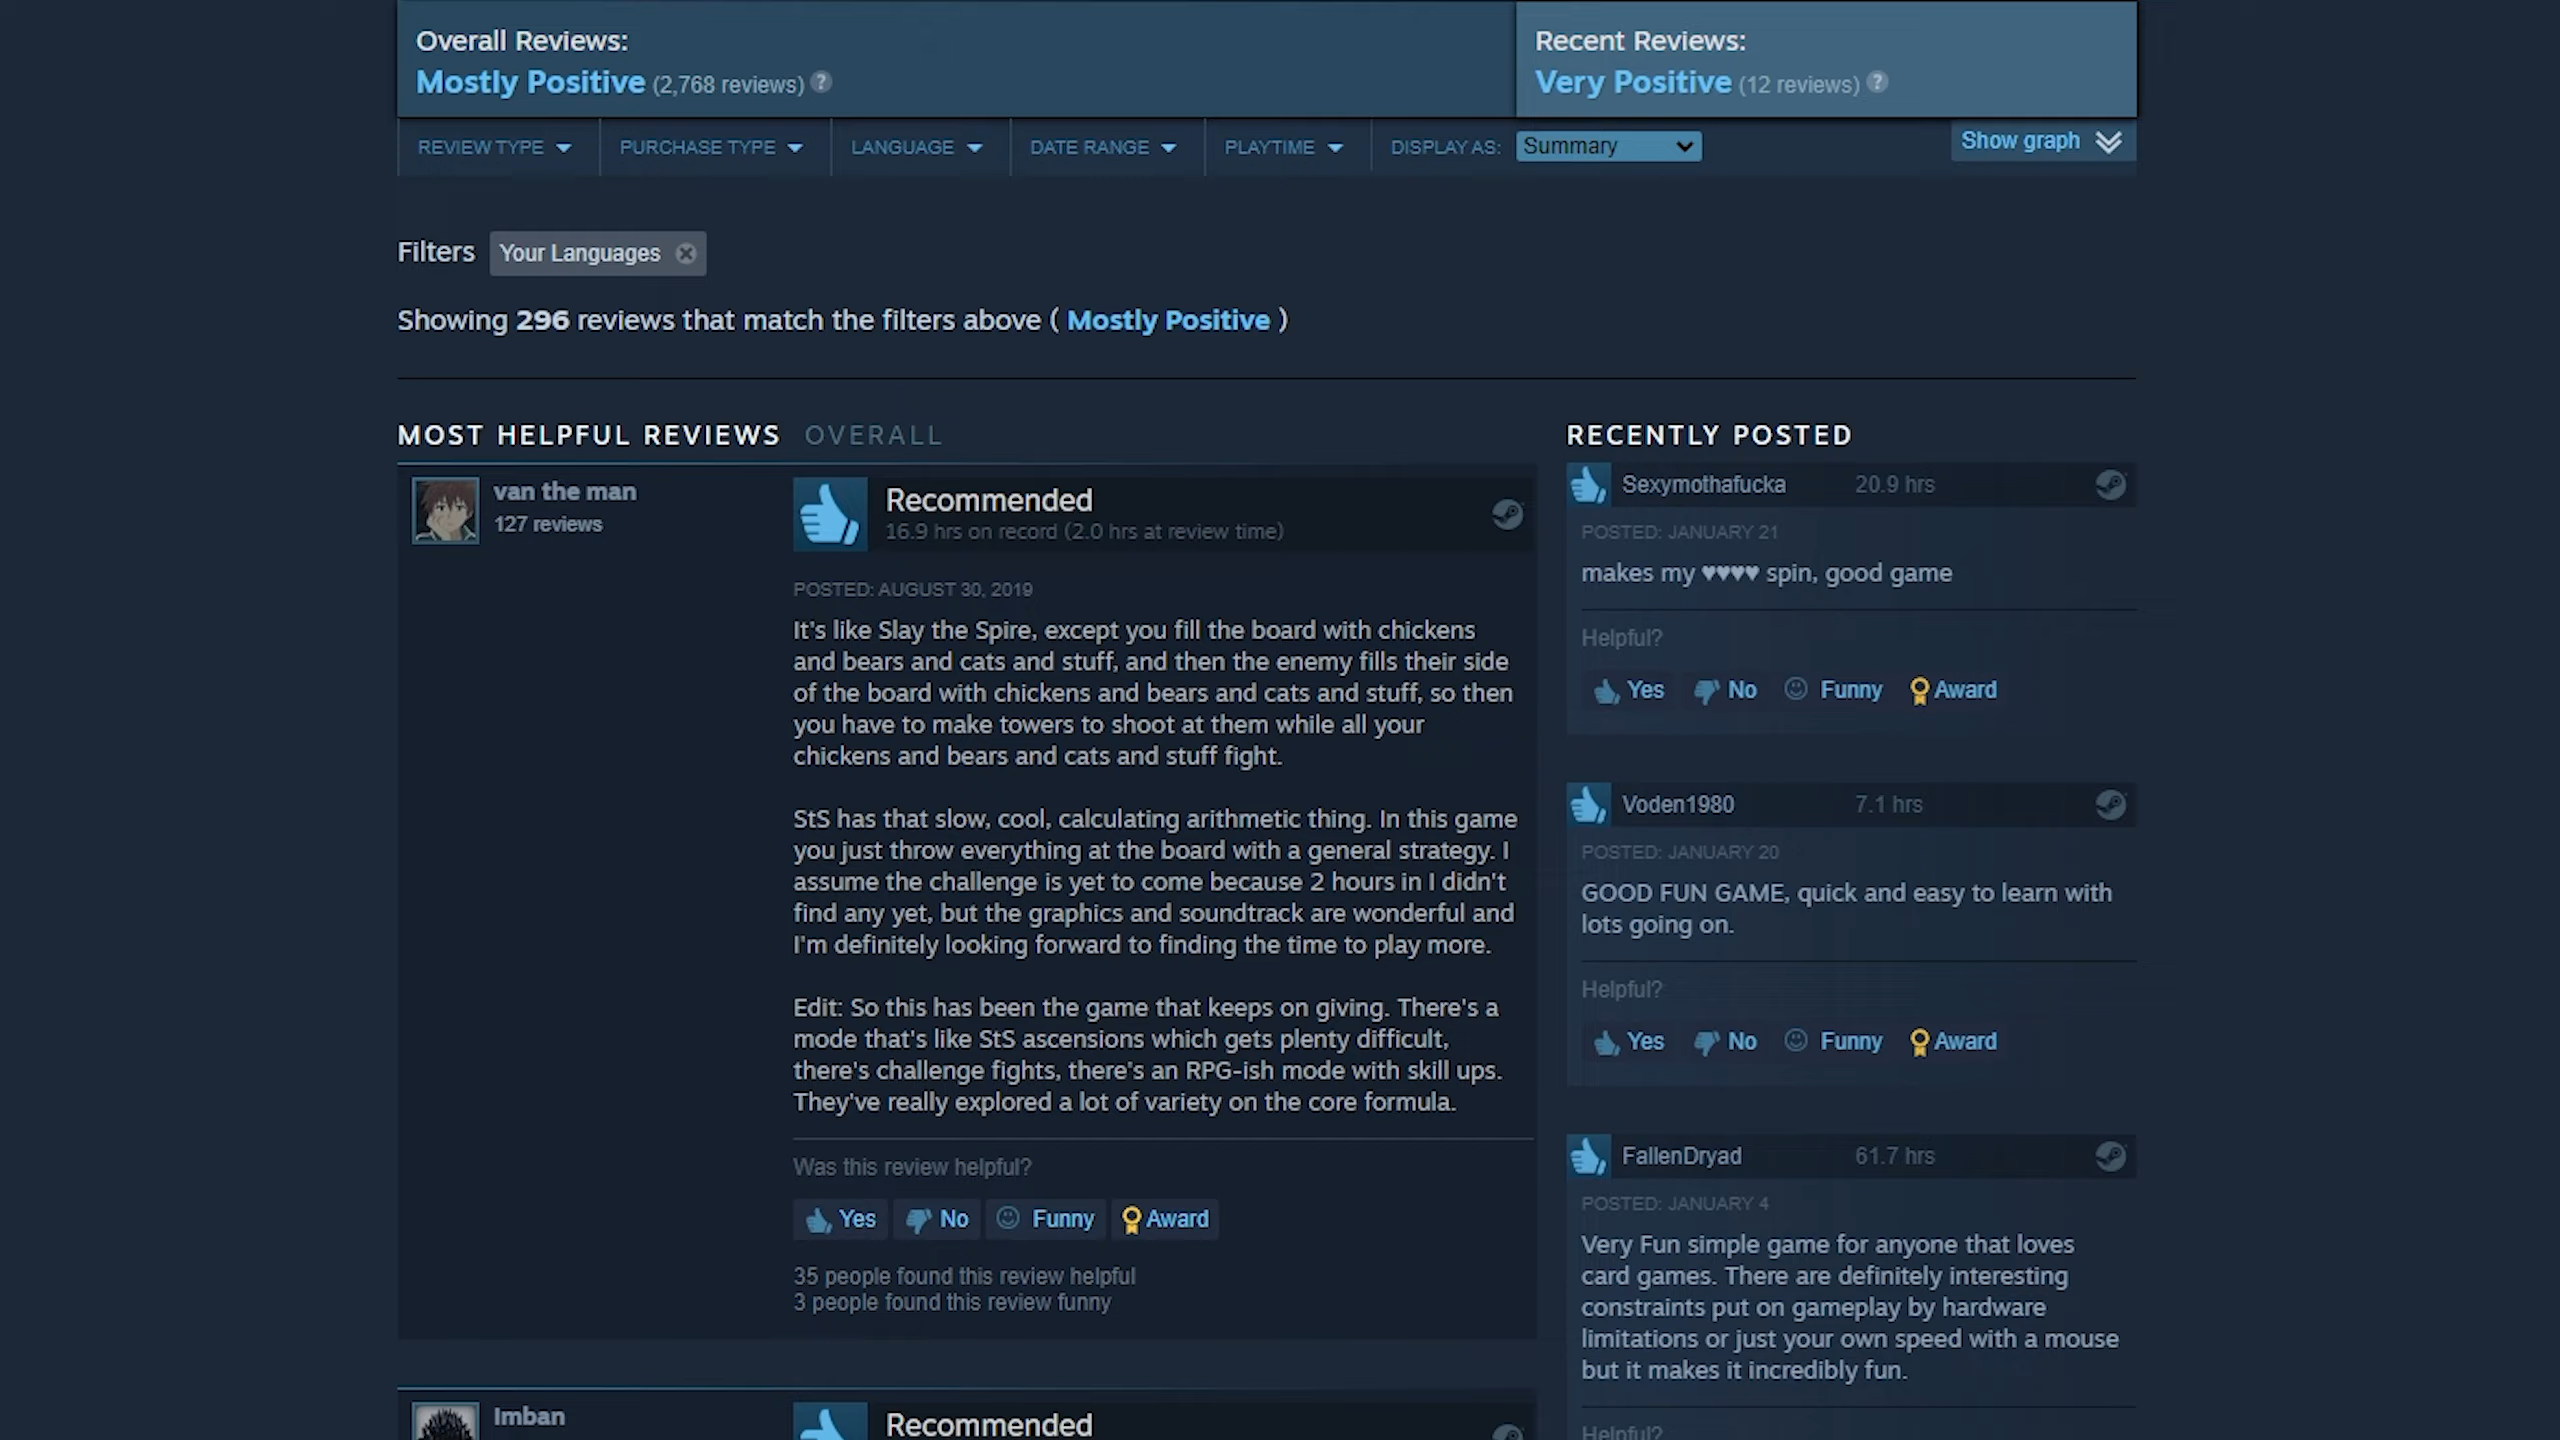 Overall Reviews:
Mostly Positive (2,768 reviews) ?
Recent Reviews:
Very Positive (12 reviews) ?
REVIEW TYPE
PURCHASE TYPE
LANGUAGE
DATE RANGE
PLAYTIME
DISPLAY AS:
Summary
Show graph
Filters
Your Languages
Showing 296 reviews that match the filters above ( Mostly Positive )
MOST HELPFUL REVIEWS OVERALL
van the man
127 reviews
Recommended
16.9 hrs on record (2.0 hrs at review time)
POSTED: AUGUST 30, 2019
It's like Slay the Spire, except you fill the board with chickens
and bears and cats and stuff, and then the enemy fills their side
of the board with chickens and bears and cats and stuff, so then
you have to make towers to shoot at them while all your
chickens and bears and cats and stuff fight.
StS has that slow, cool, calculating arithmetic thing. In this game
you just throw everything at the board with a general strategy. I
assume the challenge is yet to come because 2 hours in I didn't
find any yet, but the graphics and soundtrack are wonderful and
I'm definitely looking forward to finding the time to play more.
Edit: So this has been the game that keeps on giving. There's a
mode that's like StS ascensions which gets plenty difficult,
there's challenge fights, there's an RPG-ish mode with skill ups.
They've really explored a lot of variety on the core formula.
Was this review helpful?
Yes No Funny Award
35 people found this review helpful
3 people found this review funny
Imban
Recommended
RECENTLY POSTED
Sexymothafucka 20.9 hrs
POSTED: JANUARY 21
makes my ♥♥♥♥ spin, good game
Helpful?
Yes No Funny Award
Voden1980 7.1 hrs
POSTED: JANUARY 20
GOOD FUN GAME, quick and easy to learn with
lots going on.
Helpful?
Yes No Funny Award
FallenDryad 61.7 hrs
POSTED: JANUARY 4
Very Fun simple game for anyone that loves
card games. There are definitely interesting
constraints put on gameplay by hardware
limitations or just your own speed with a mouse
but it makes it incredibly fun.
Helpful?